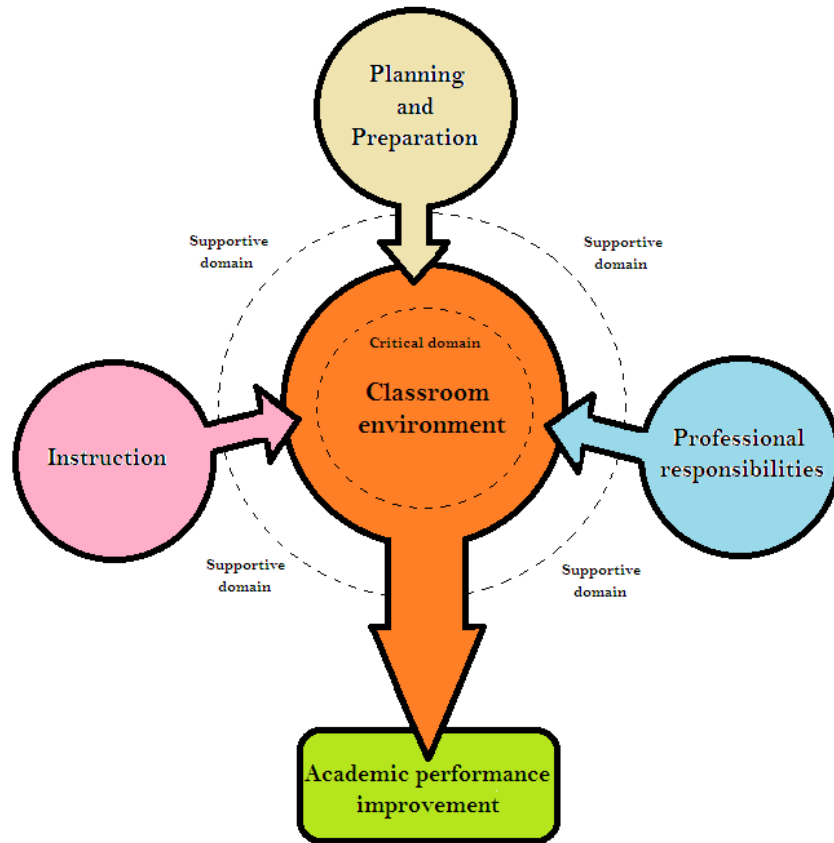 Planning
and
Preparation
Supportive
domain
Supportive
domain
Critical domain
Classroom
environment
Instruction
Professional
responsibilities
Supportive
domain
Supportive
domain
Academic performance
improvement